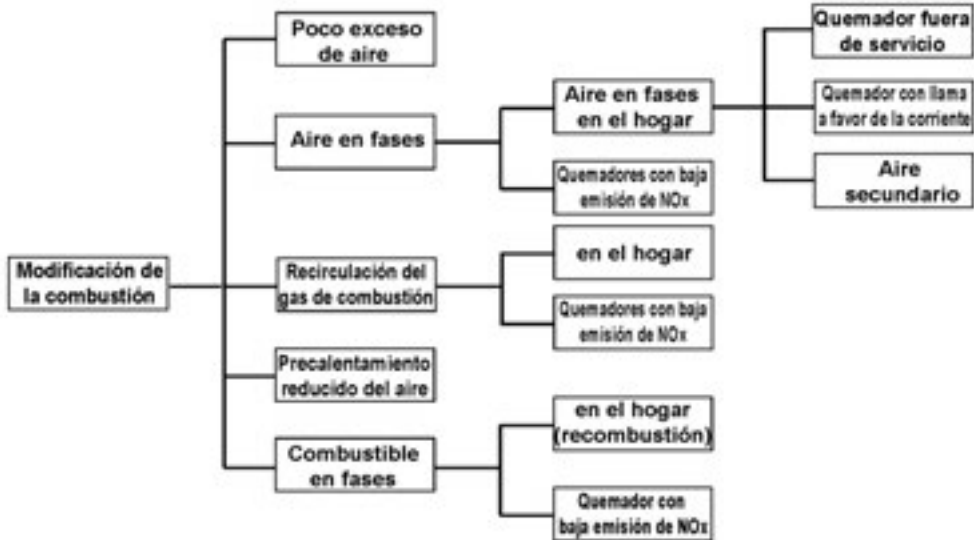 Modificación de
la combustión
Poco exceso
de aire
Aire en fases
Aire en fases
en el hogar
Quemador fuera
de servicio
Quemador con llama
a favor de la corriente
Aire
secundario
Quemadores con baja
emisión de NOx
Recirculación del
gas de combustión
en el hogar
Quemadores con baja
emisión de NOx
Precalentamiento
reducido del aire
Combustible
en fases
en el hogar
(recombustión)
Quemador con
baja emisión de NOx